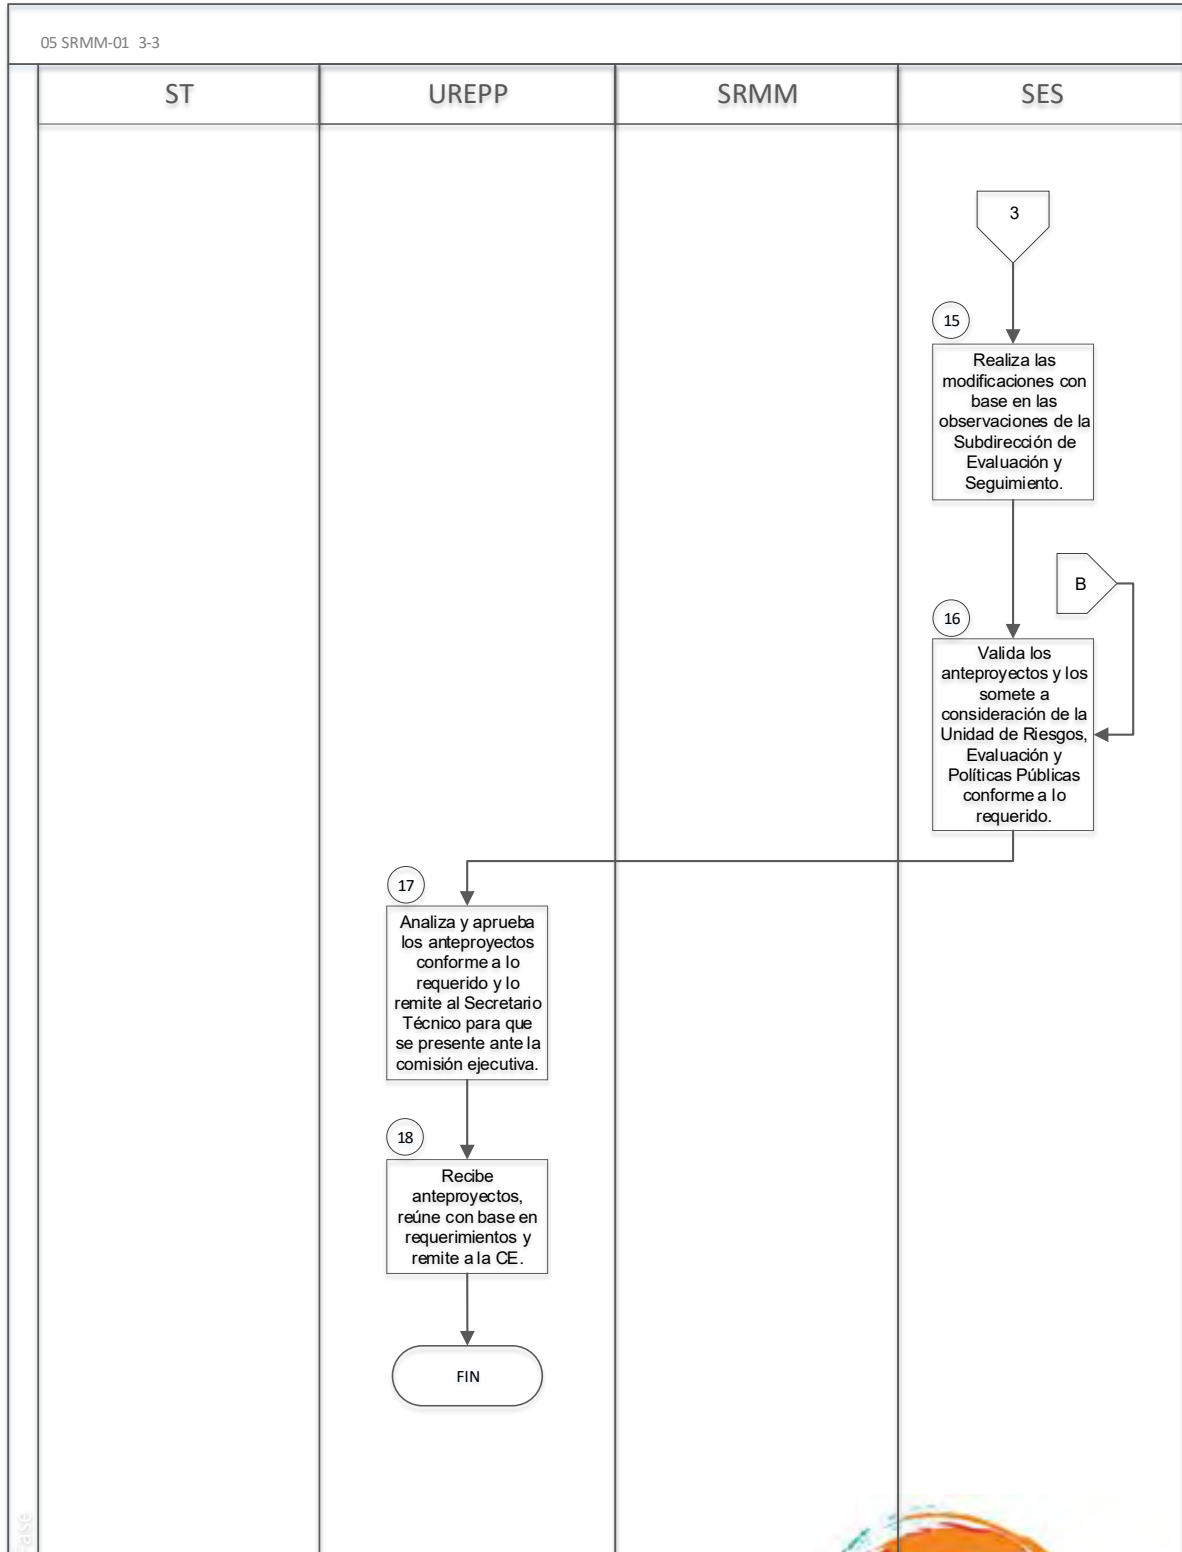 05 SRMM-01 3-3
ST
UREPP
SRMM
SES
3
15
Realiza las
modificaciones con
base en las
observaciones de la
Subdirección de
Evaluación y
Seguimiento.
B
16
Valida los
anteproyectos y los
somete a
consideración de la
Unidad de Riesgos,
Evaluación y
Políticas Públicas
conforme a lo
requerido.
17
Analiza y aprueba
los anteproyectos
conforme a lo
requerido y lo
remite al Secretario
Técnico para que
se presente ante la
comisión ejecutiva.
18
Recibe
anteproyectos,
reúne con base en
requerimientos y
remite a la CE.
FIN